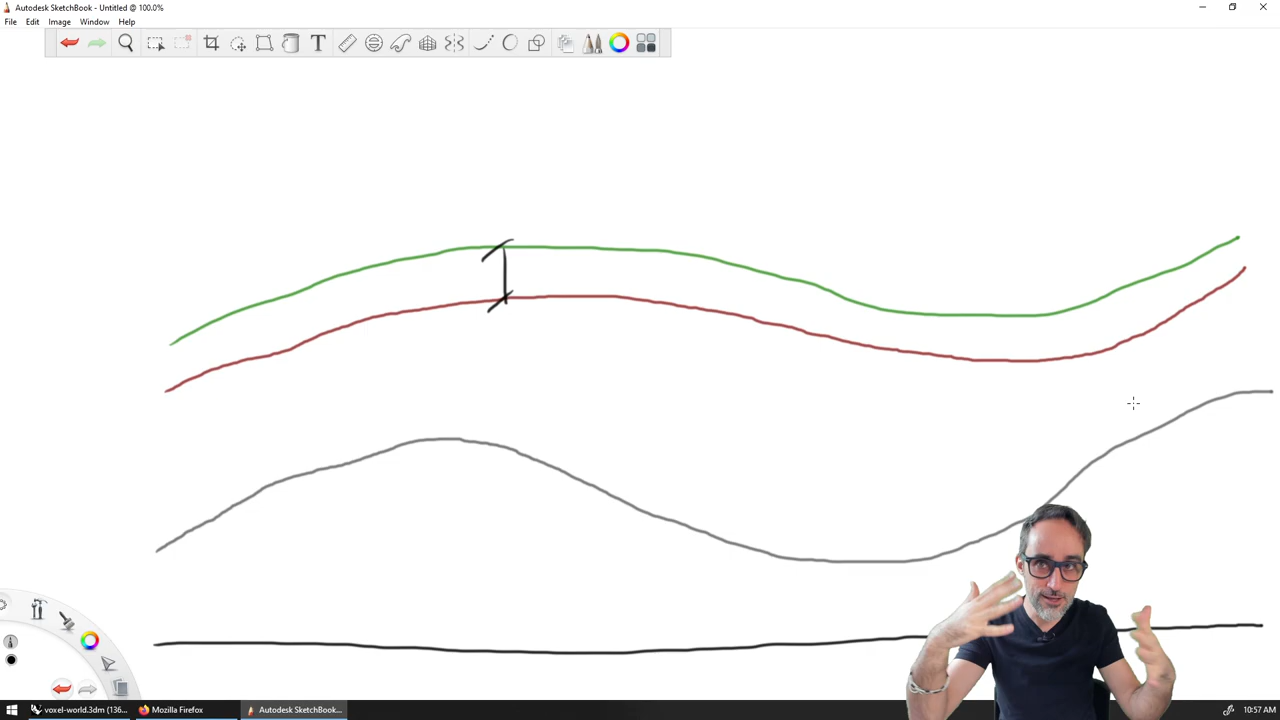 Autodesk SketchBook - Untitled @ 100.0%
File Edit Image Window Help
T
voxel-world.3dm (136... Mozilla Firefox Autodesk SketchBook... 10:57 AM